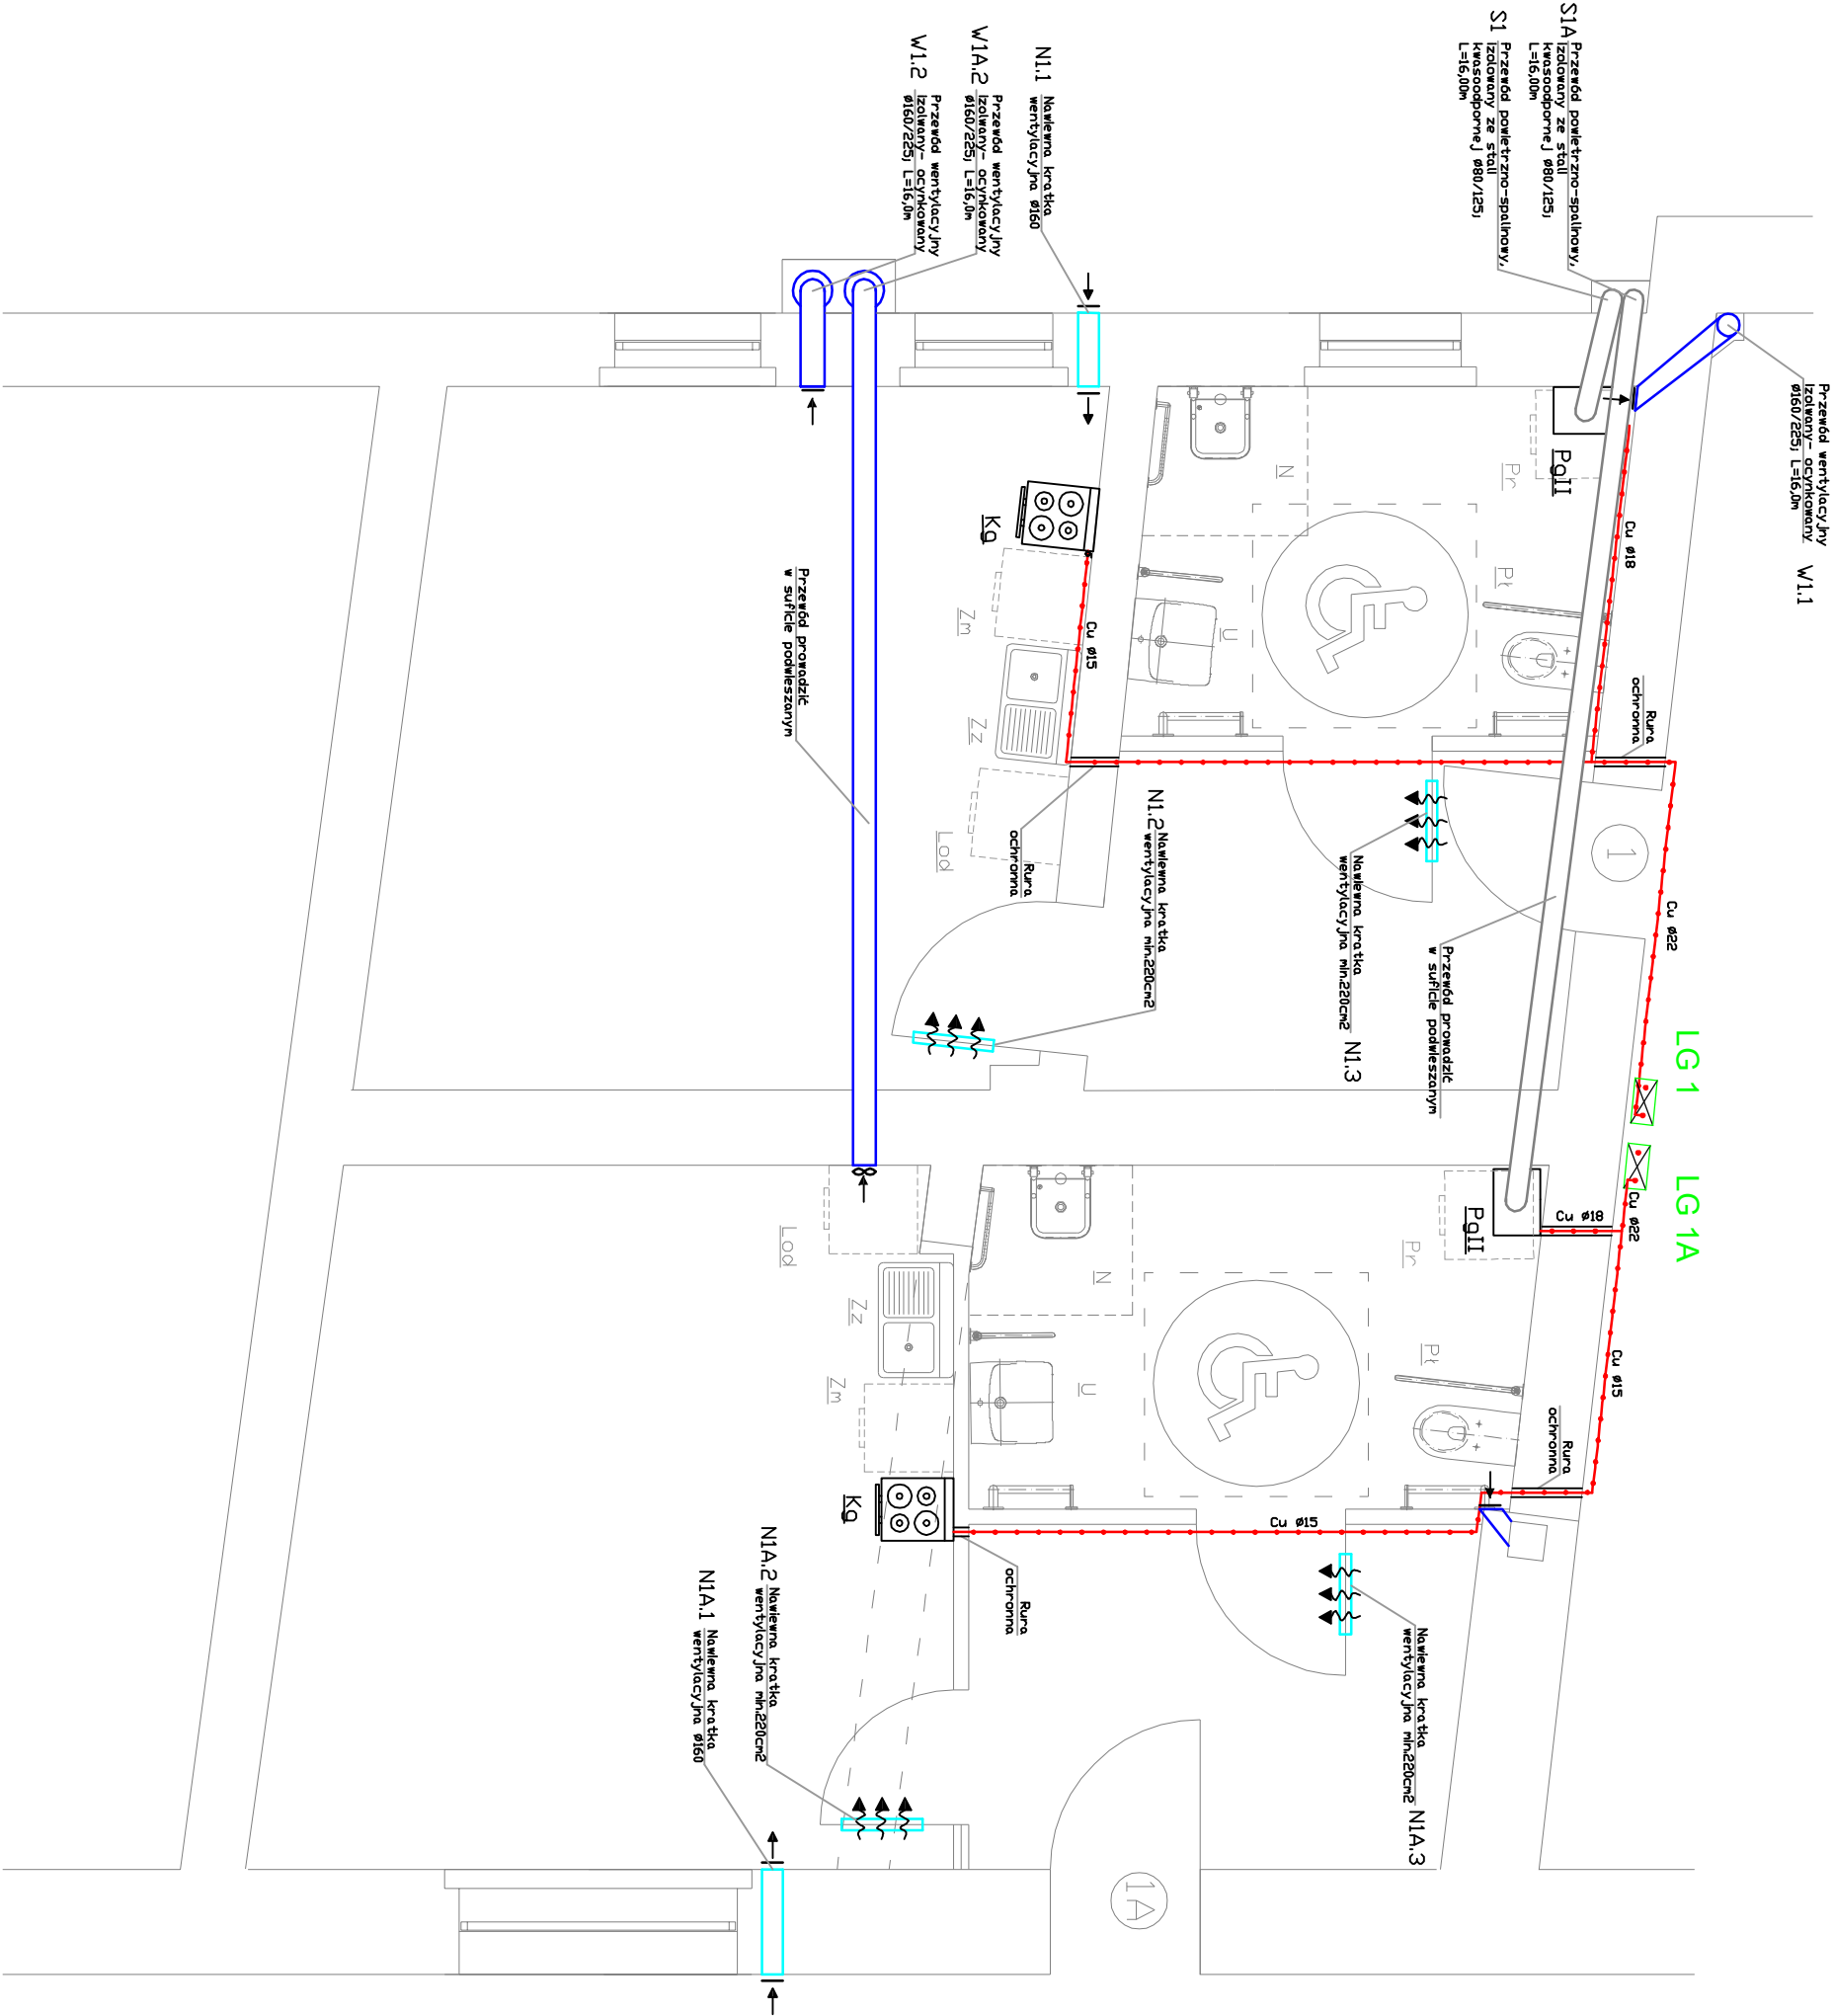 S1A Przewód powietrzno-spalinowy,
izolowany ze stali
kwasoodpornej ø80/125;
L=16,00m
S1 Przewód powietrzno-spalinowy,
izolowany ze stali
kwasoodpornej ø80/125;
L=16,00m
N1.1 Nawiewna kratka
wentylacyjna ø160
W1A.2 Przewód wentylacyjny
izolwany- ocynkowany
ø160/225; L=16,0m
W1.2 Przewód wentylacyjny
izolwany- ocynkowany
ø160/225; L=16,0m
Przewód wentylacyjny
izolwany- ocynkowany
ø160/225; L=16,0m
W1.1
PgII
Pr
N
Kg
Cu ø18
Pł
U
Zm
Cu ø15
Rura
ochronna
Zz
Przewód prowadzić
w suficie podwieszanym
Lod
Rura
ochronna
1
N1.2 Nawiewna kratka
wentylacyjna min.220cm2
Nawiewna kratka
wentylacyjna min.220cm2 N1.3
Cu ø22
Przewód prowadzić
w suficie podwieszanym
LG 1
LG 1A
Cu ø22
Cu ø18
PgII
Pr
N
Lod
Zz
Zm
Pł
U
Cu ø15
Rura
ochronna
Kg
Cu ø15
Rura
ochronna
N1A.2 Nawiewna kratka
wentylacyjna min.220cm2
N1A.1 Nawiewna kratka
wentylacyjna ø160
Nawiewna kratka
wentylacyjna min.220cm2 N1A.3
1A